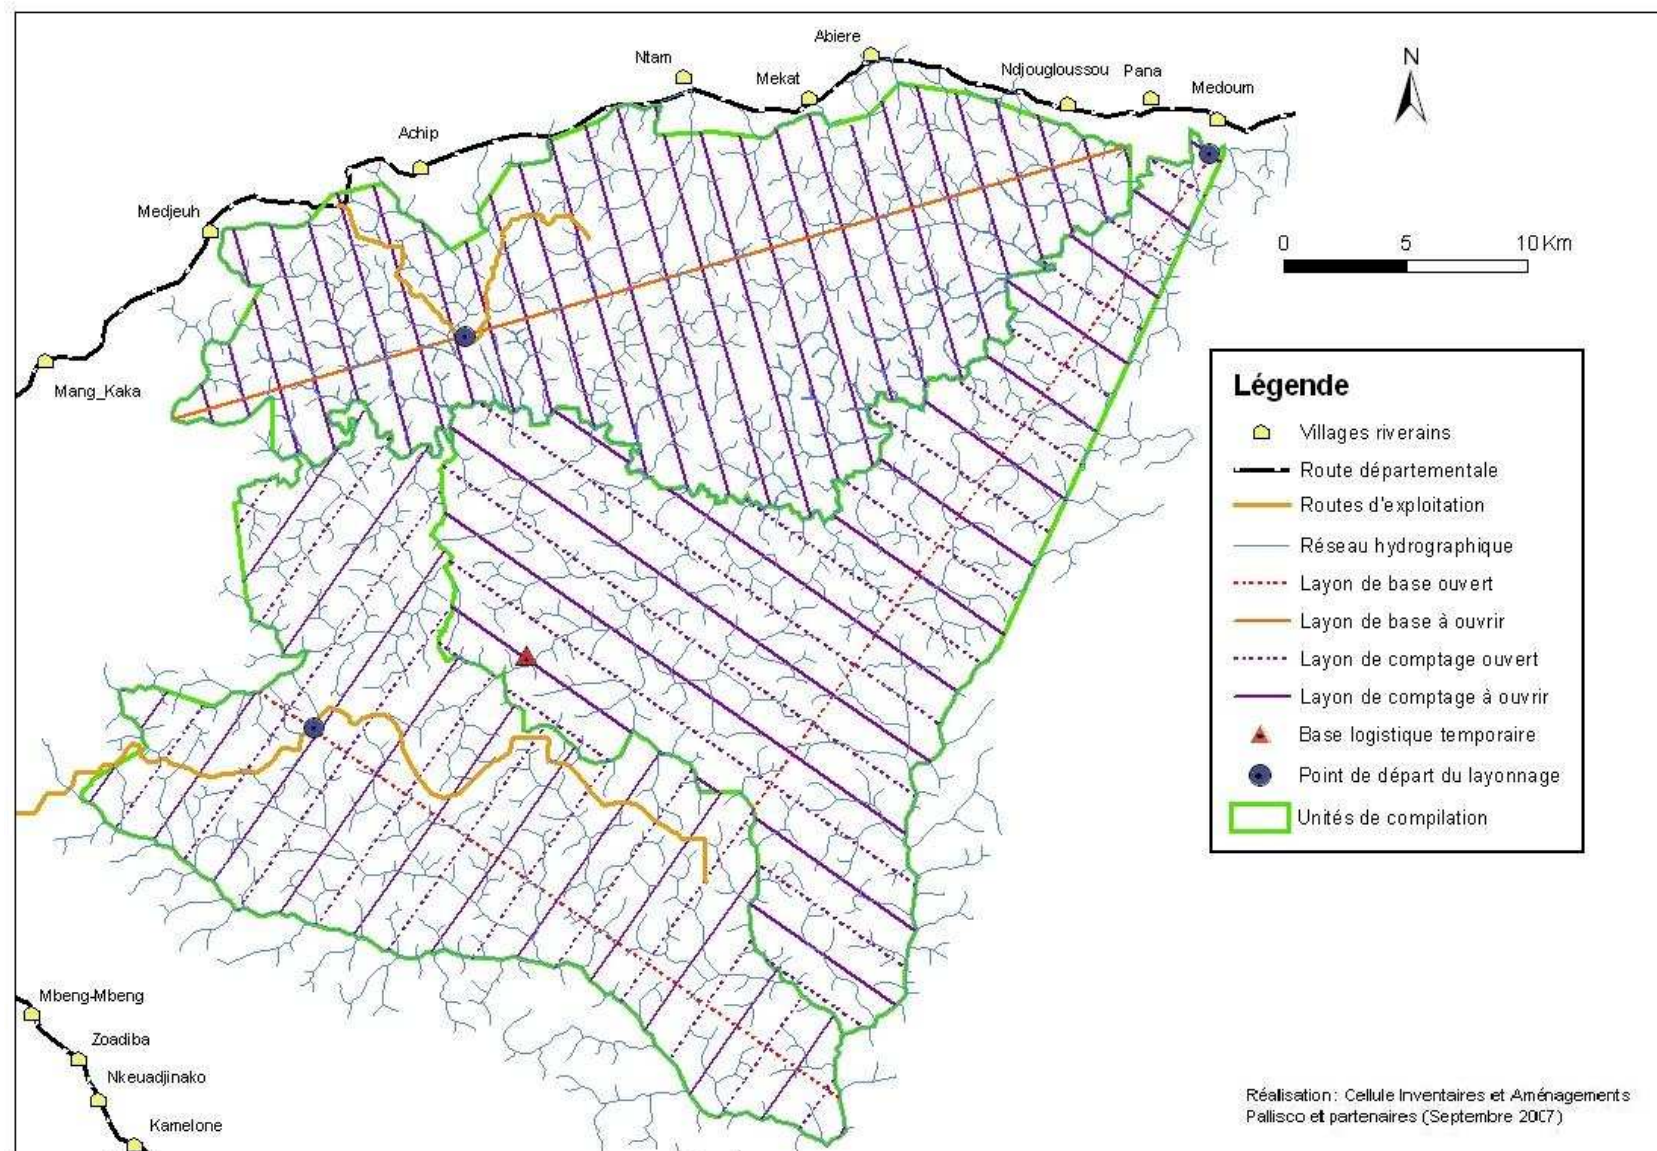 Abiere
Ntam
Mekat
Ndjougloussou
Pana
Medoum
N
Achip
Medjeuh
0 5 10 Km
Mang_Kaka
Légende
Villages riverains
Route départementale
Routes d'exploitation
Réseau hydrographique
Layon de base ouvert
Layon de base à ouvrir
Layon de comptage ouvert
Layon de comptage à ouvrir
Base logistique temporaire
Point de départ du layonnage
Unités de compilation
Mbeng-Mbeng
Zoadiba
Nkeuadjinako
Kamelone
Réalisation : Cellule Inventaires et Aménagements
Pallisco et partenaires (Septembre 2007)